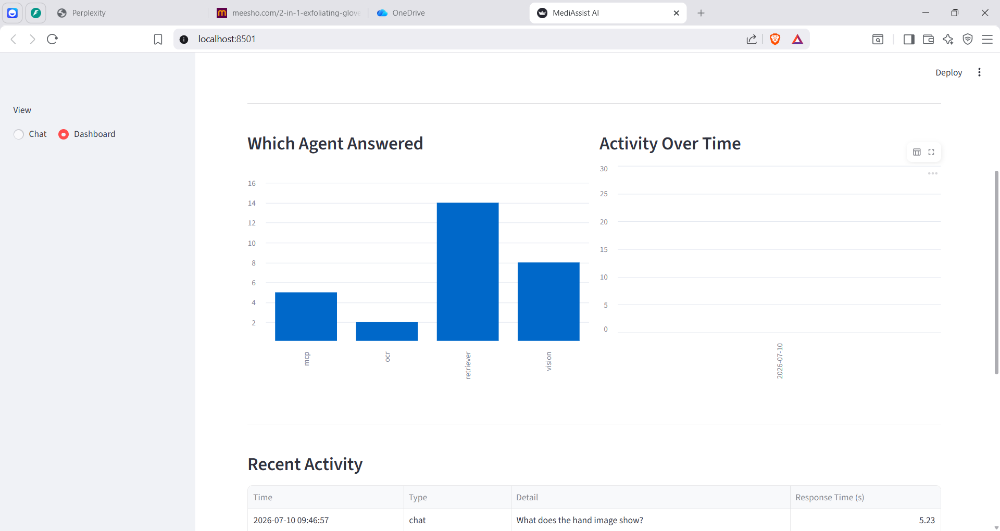 Perplexity
meesho.com/2-in-1-exfoliating-glove
OneDrive
MediAssist AI
localhost:8501
Deploy
View
Chat
Dashboard
Which Agent Answered
16
14
12
10
8
6
4
2
mcp
ocr
retriever
vision
Activity Over Time
30
25
20
15
10
5
0
2026-07-10
Recent Activity
Time Type Detail Response Time (s)
2026-07-10 09:46:57 chat What does the hand image show? 5.23